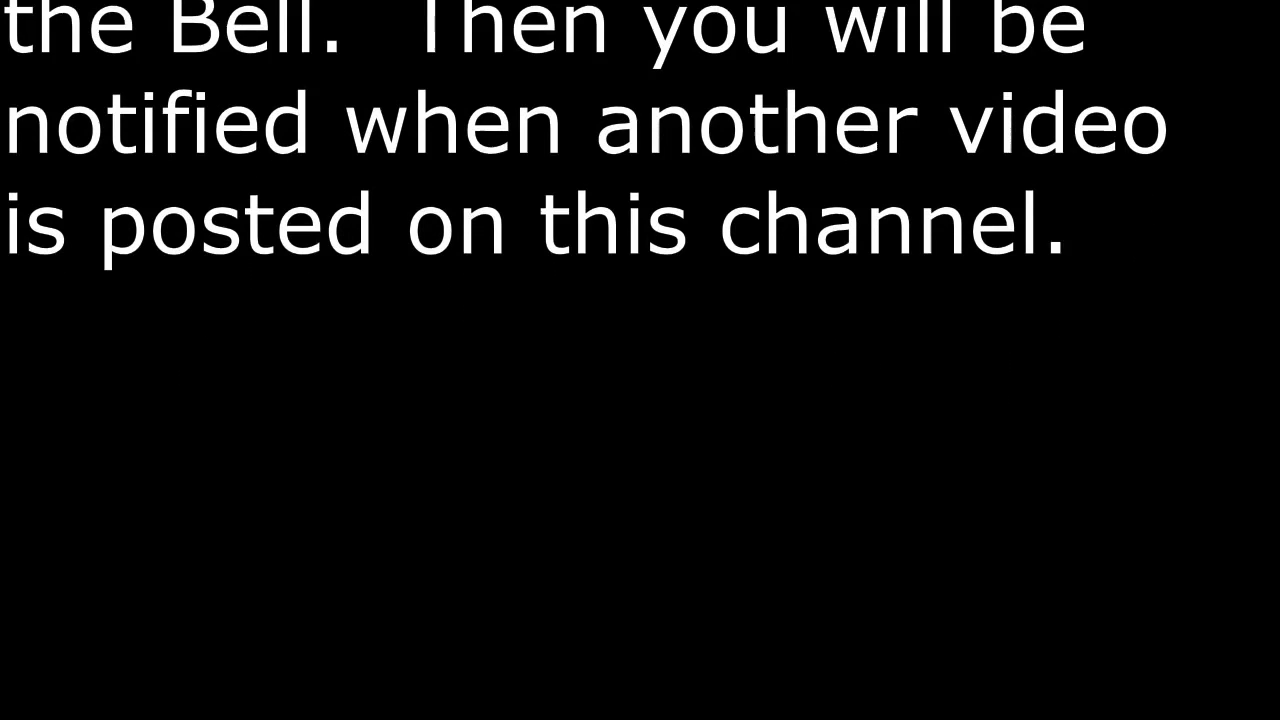 the Bell.  Then you will be
notified when another video
is posted on this channel.